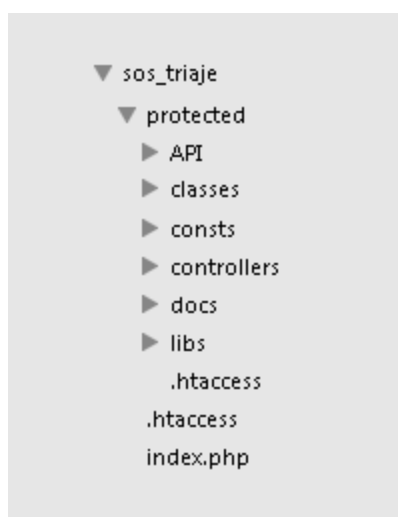 sos_triaje
protected
API
classes
consts
controllers
docs
libs
.htaccess
.htaccess
index.php